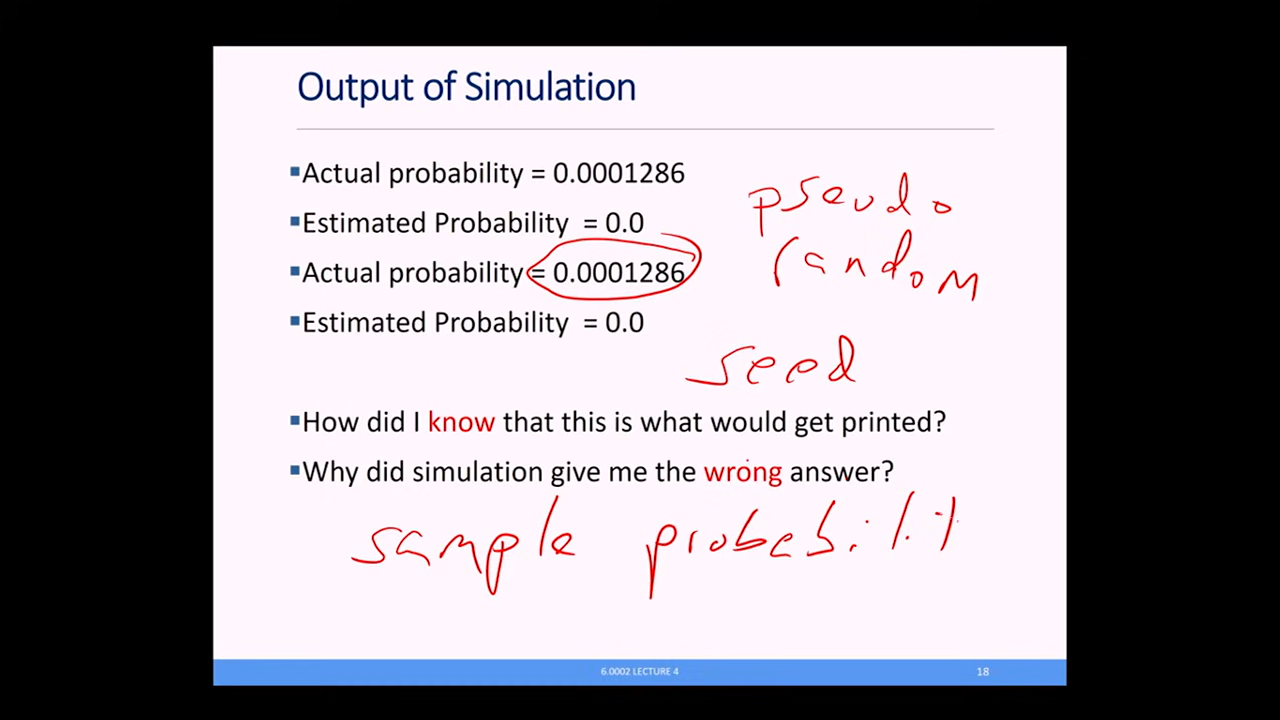 Output of Simulation
▪Actual probability = 0.0001286
▪Estimated Probability = 0.0
▪Actual probability = 0.0001286
▪Estimated Probability = 0.0
pseudo
random
seed
▪How did I know that this is what would get printed?
▪Why did simulation give me the wrong answer?
sample probabilit
6.0002 LECTURE 4
18